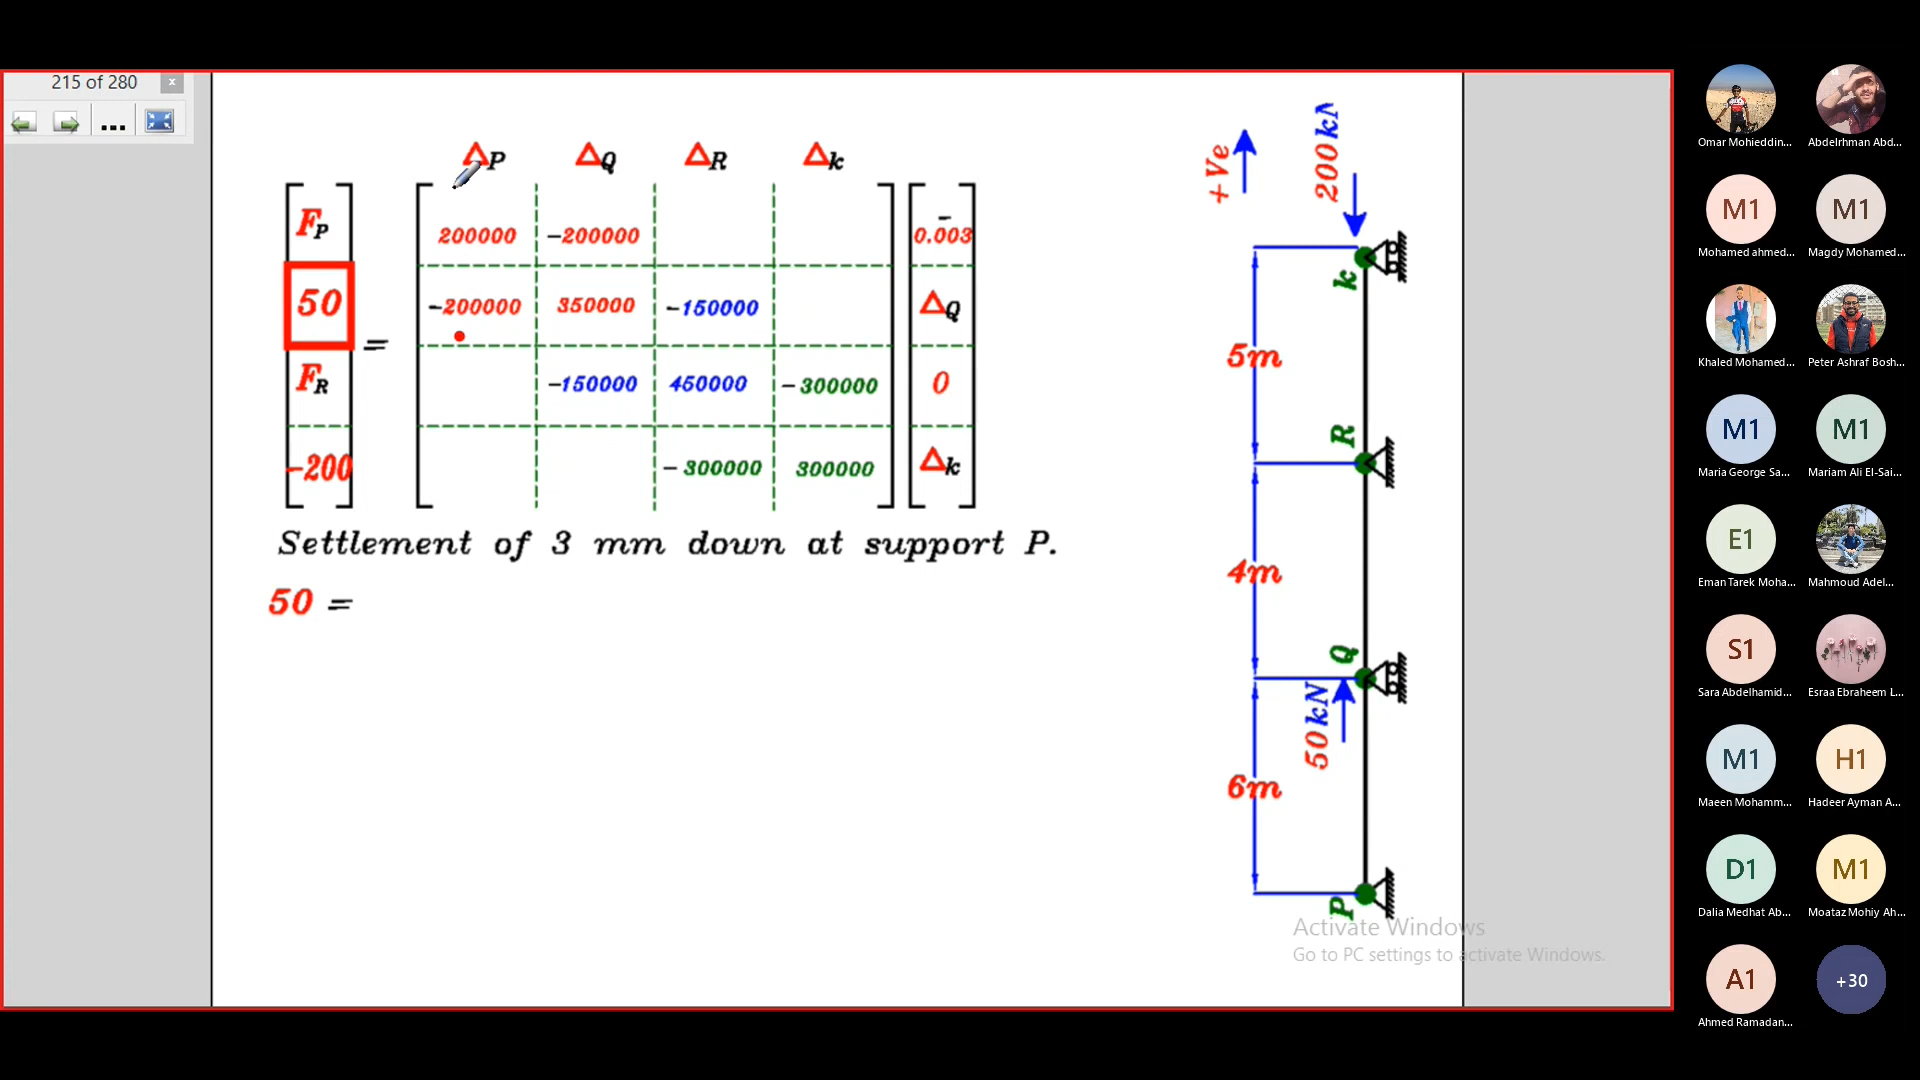 215 of 280
x
...
ΔP ΔQ ΔR Δk
FP 200000 -200000 -0.003
50 = -200000 350000 -150000 ΔQ
FR -150000 450000 -300000 0
-200 -300000 300000 Δk
Settlement of 3 mm down at support P.
50 =
+Ve
200kN
k
5m
R
4m
Q
50kN
6m
P
Activate Windows
Go to PC settings to activate Windows.
Omar Mohieddin... Abdelrhman Abd...
M1 M1
Mohamed ahmed... Magdy Mohamed...
Khaled Mohamed... Peter Ashraf Bosh...
M1 M1
Maria George Sa... Mariam Ali El-Sai...
E1
Eman Tarek Moha... Mahmoud Adel...
S1
Sara Abdelhamid... Esraa Ebraheem L...
M1 H1
Maeen Mohamm... Hadeer Ayman A...
D1 M1
Dalia Medhat Ab... Moataz Mohiy Ah...
A1 +30
Ahmed Ramadan...